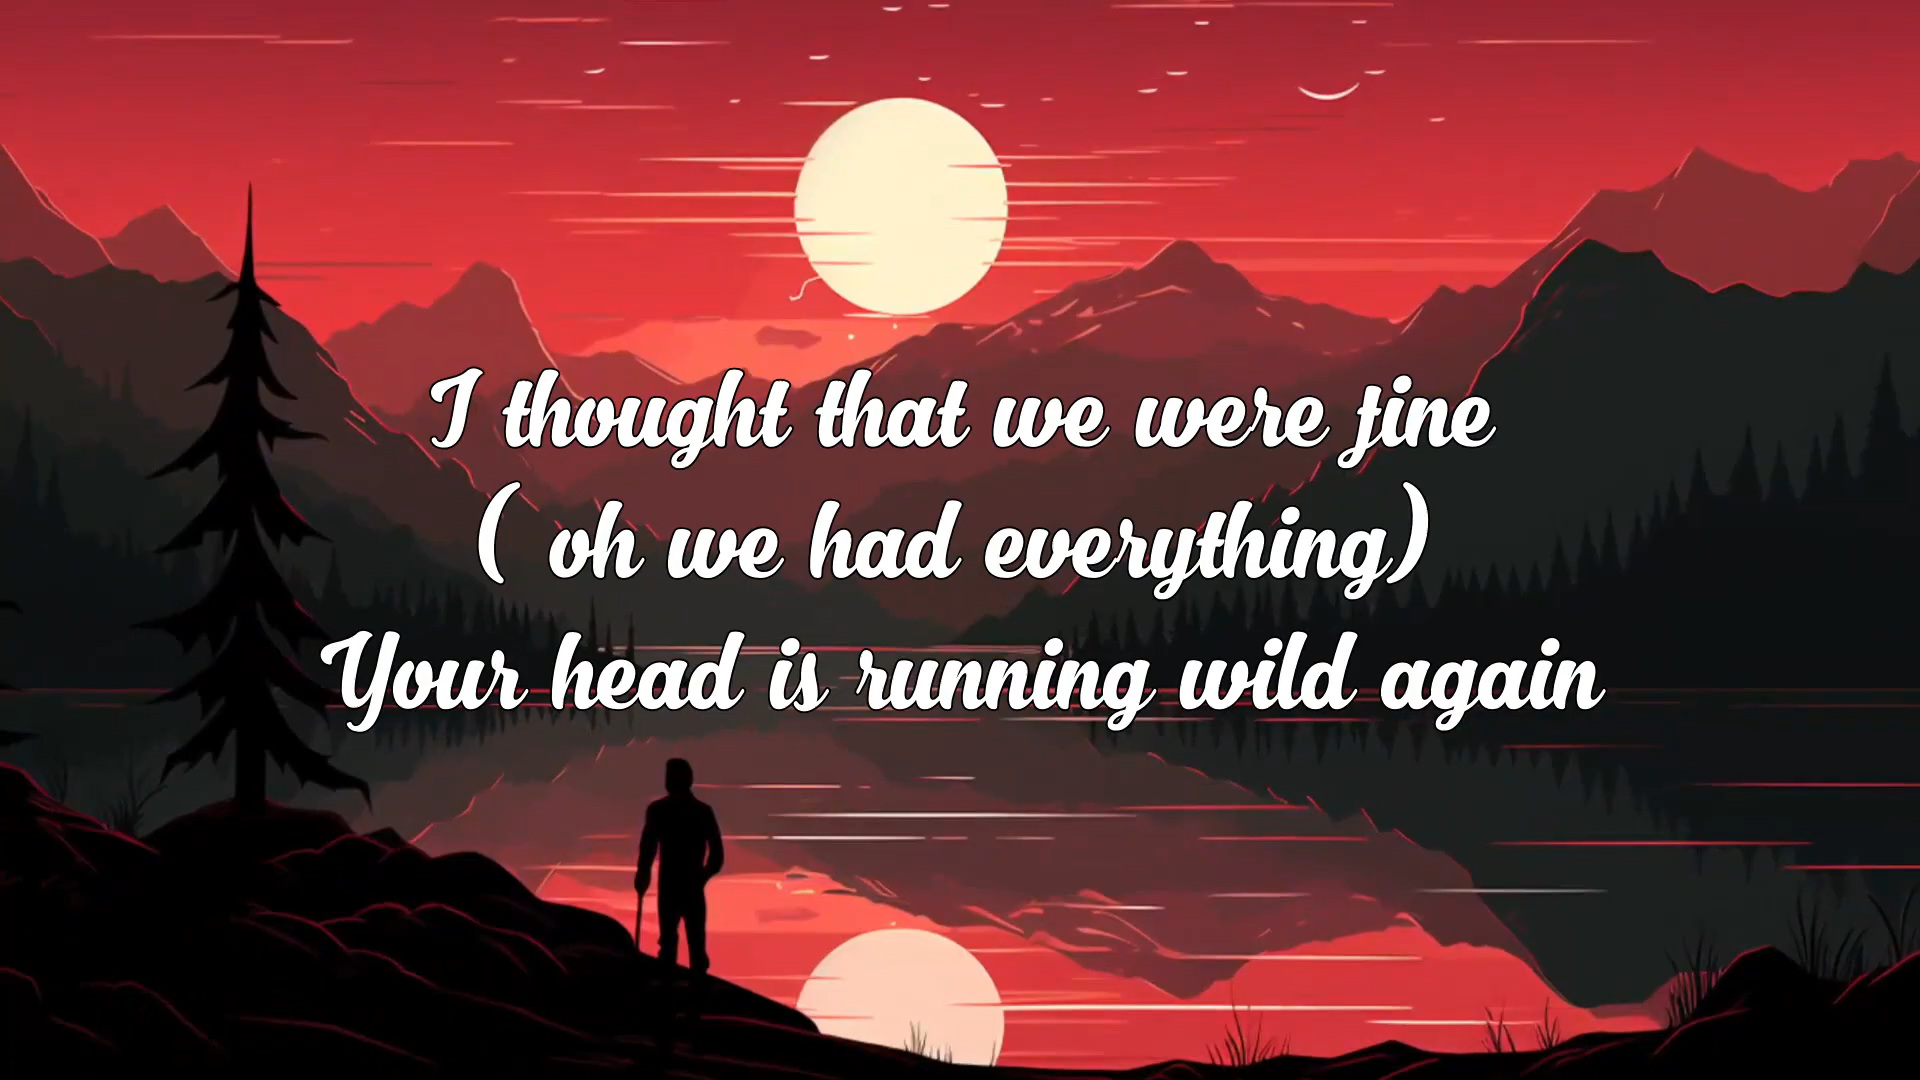 I thought that we were fine
( oh we had everything)
Your head is running wild again